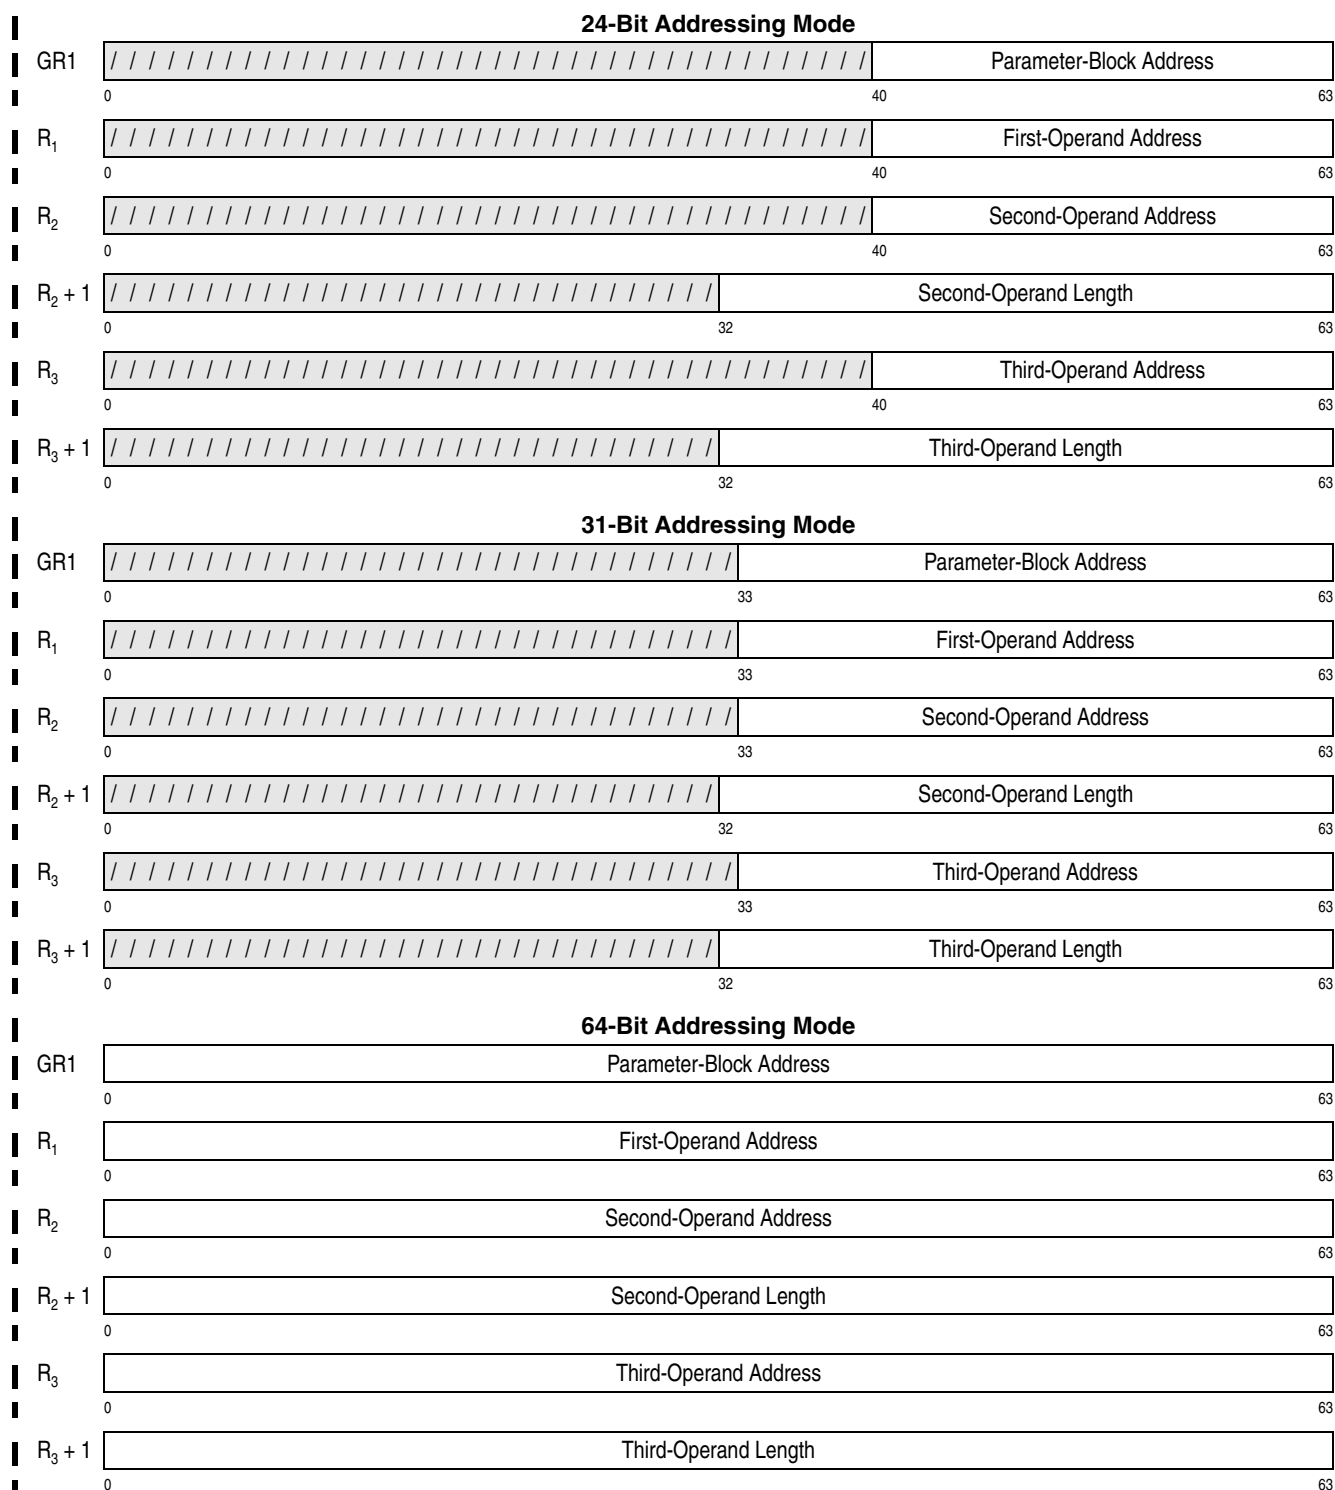 24-Bit Addressing Mode
GR1 / / / / / / / / / / / / / / / / / / / / / / / / / / / / / / / / / / / / / / / / Parameter-Block Address
0 40 63
R₁ / / / / / / / / / / / / / / / / / / / / / / / / / / / / / / / / / / / / / / / / First-Operand Address
0 40 63
R₂ / / / / / / / / / / / / / / / / / / / / / / / / / / / / / / / / / / / / / / / / Second-Operand Address
0 40 63
R₂ + 1 / / / / / / / / / / / / / / / / / / / / / / / / / / / / / / / / Second-Operand Length
0 32 63
R₃ / / / / / / / / / / / / / / / / / / / / / / / / / / / / / / / / / / / / / / / / Third-Operand Address
0 40 63
R₃ + 1 / / / / / / / / / / / / / / / / / / / / / / / / / / / / / / / / Third-Operand Length
0 32 63
31-Bit Addressing Mode
GR1 / / / / / / / / / / / / / / / / / / / / / / / / / / / / / / / / / Parameter-Block Address
0 33 63
R₁ / / / / / / / / / / / / / / / / / / / / / / / / / / / / / / / / / First-Operand Address
0 33 63
R₂ / / / / / / / / / / / / / / / / / / / / / / / / / / / / / / / / / Second-Operand Address
0 33 63
R₂ + 1 / / / / / / / / / / / / / / / / / / / / / / / / / / / / / / / / Second-Operand Length
0 32 63
R₃ / / / / / / / / / / / / / / / / / / / / / / / / / / / / / / / / / Third-Operand Address
0 33 63
R₃ + 1 / / / / / / / / / / / / / / / / / / / / / / / / / / / / / / / / Third-Operand Length
0 32 63
64-Bit Addressing Mode
GR1 Parameter-Block Address
0 63
R₁ First-Operand Address
0 63
R₂ Second-Operand Address
0 63
R₂ + 1 Second-Operand Length
0 63
R₃ Third-Operand Address
0 63
R₃ + 1 Third-Operand Length
0 63